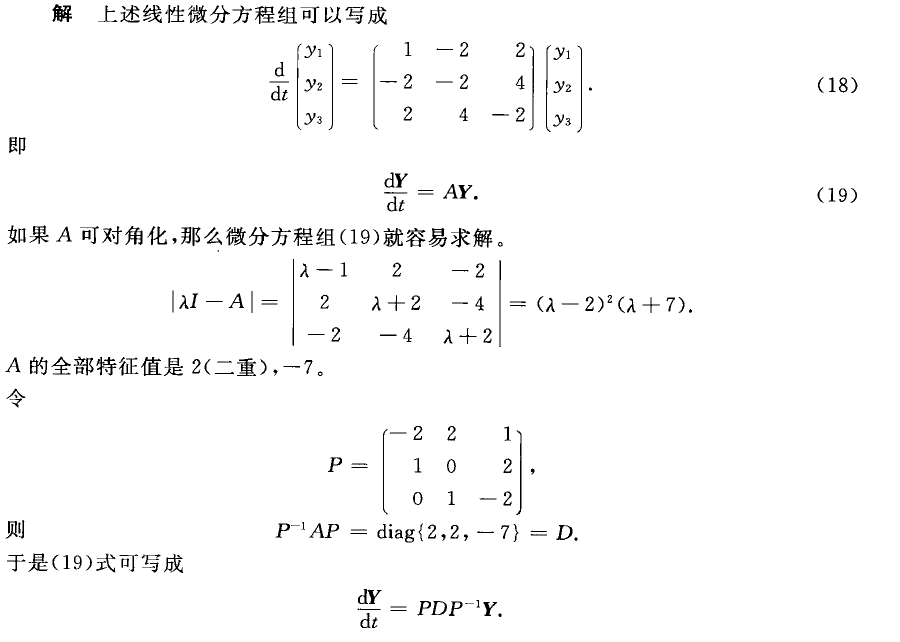 解 上述线性微分方程组可以写成
$$\frac{\mathrm{d}}{\mathrm{d}t}\begin{pmatrix} y_1 \\ y_2 \\ y_3 \end{pmatrix} = \begin{pmatrix} 1 & -2 & 2 \\ -2 & -2 & 4 \\ 2 & 4 & -2 \end{pmatrix}\begin{pmatrix} y_1 \\ y_2 \\ y_3 \end{pmatrix}. \quad (18)$$
即
$$\frac{\mathrm{d}\boldsymbol{Y}}{\mathrm{d}t} = A\boldsymbol{Y}. \quad (19)$$
如果 A 可对角化,那么微分方程组(19)就容易求解。
$$|\lambda I - A| = \begin{vmatrix} \lambda-1 & 2 & -2 \\ 2 & \lambda+2 & -4 \\ -2 & -4 & \lambda+2 \end{vmatrix} = (\lambda-2)^2(\lambda+7).$$
A 的全部特征值是 2(二重),-7。
令
$$P = \begin{pmatrix} -2 & 2 & 1 \\ 1 & 0 & 2 \\ 0 & 1 & -2 \end{pmatrix},$$
则 $P^{-1}AP = \mathrm{diag}\{2,2,-7\} = D.$
于是(19)式可写成
$$\frac{\mathrm{d}\boldsymbol{Y}}{\mathrm{d}t} = PDP^{-1}\boldsymbol{Y}.$$